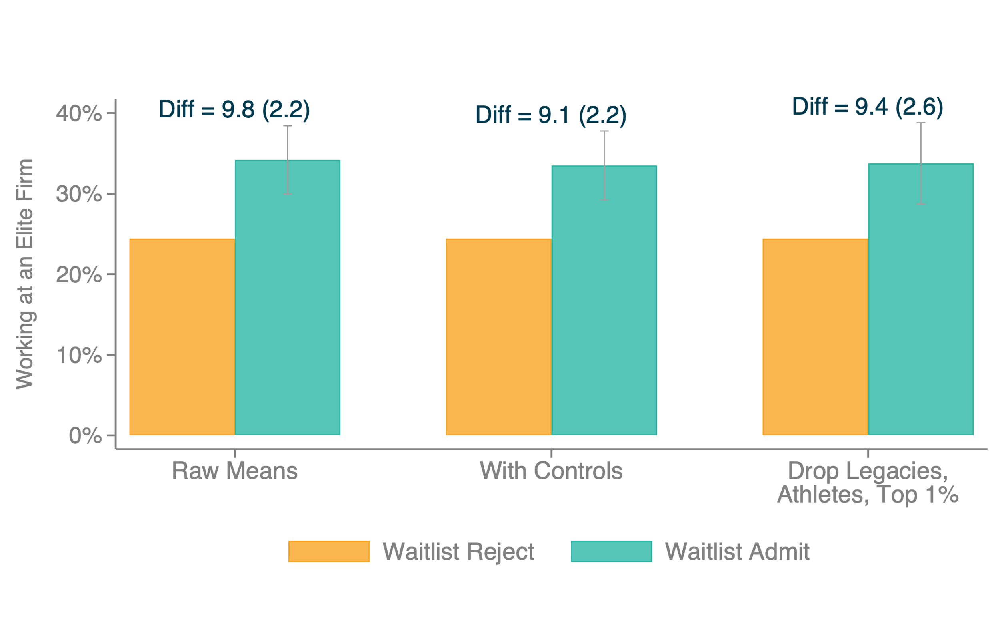 Diff = 9.8 (2.2)
Diff = 9.1 (2.2)
Diff = 9.4 (2.6)
40%
30%
20%
10%
0%
Working at an Elite Firm
Raw Means
With Controls
Drop Legacies,
Athletes, Top 1%
Waitlist Reject
Waitlist Admit